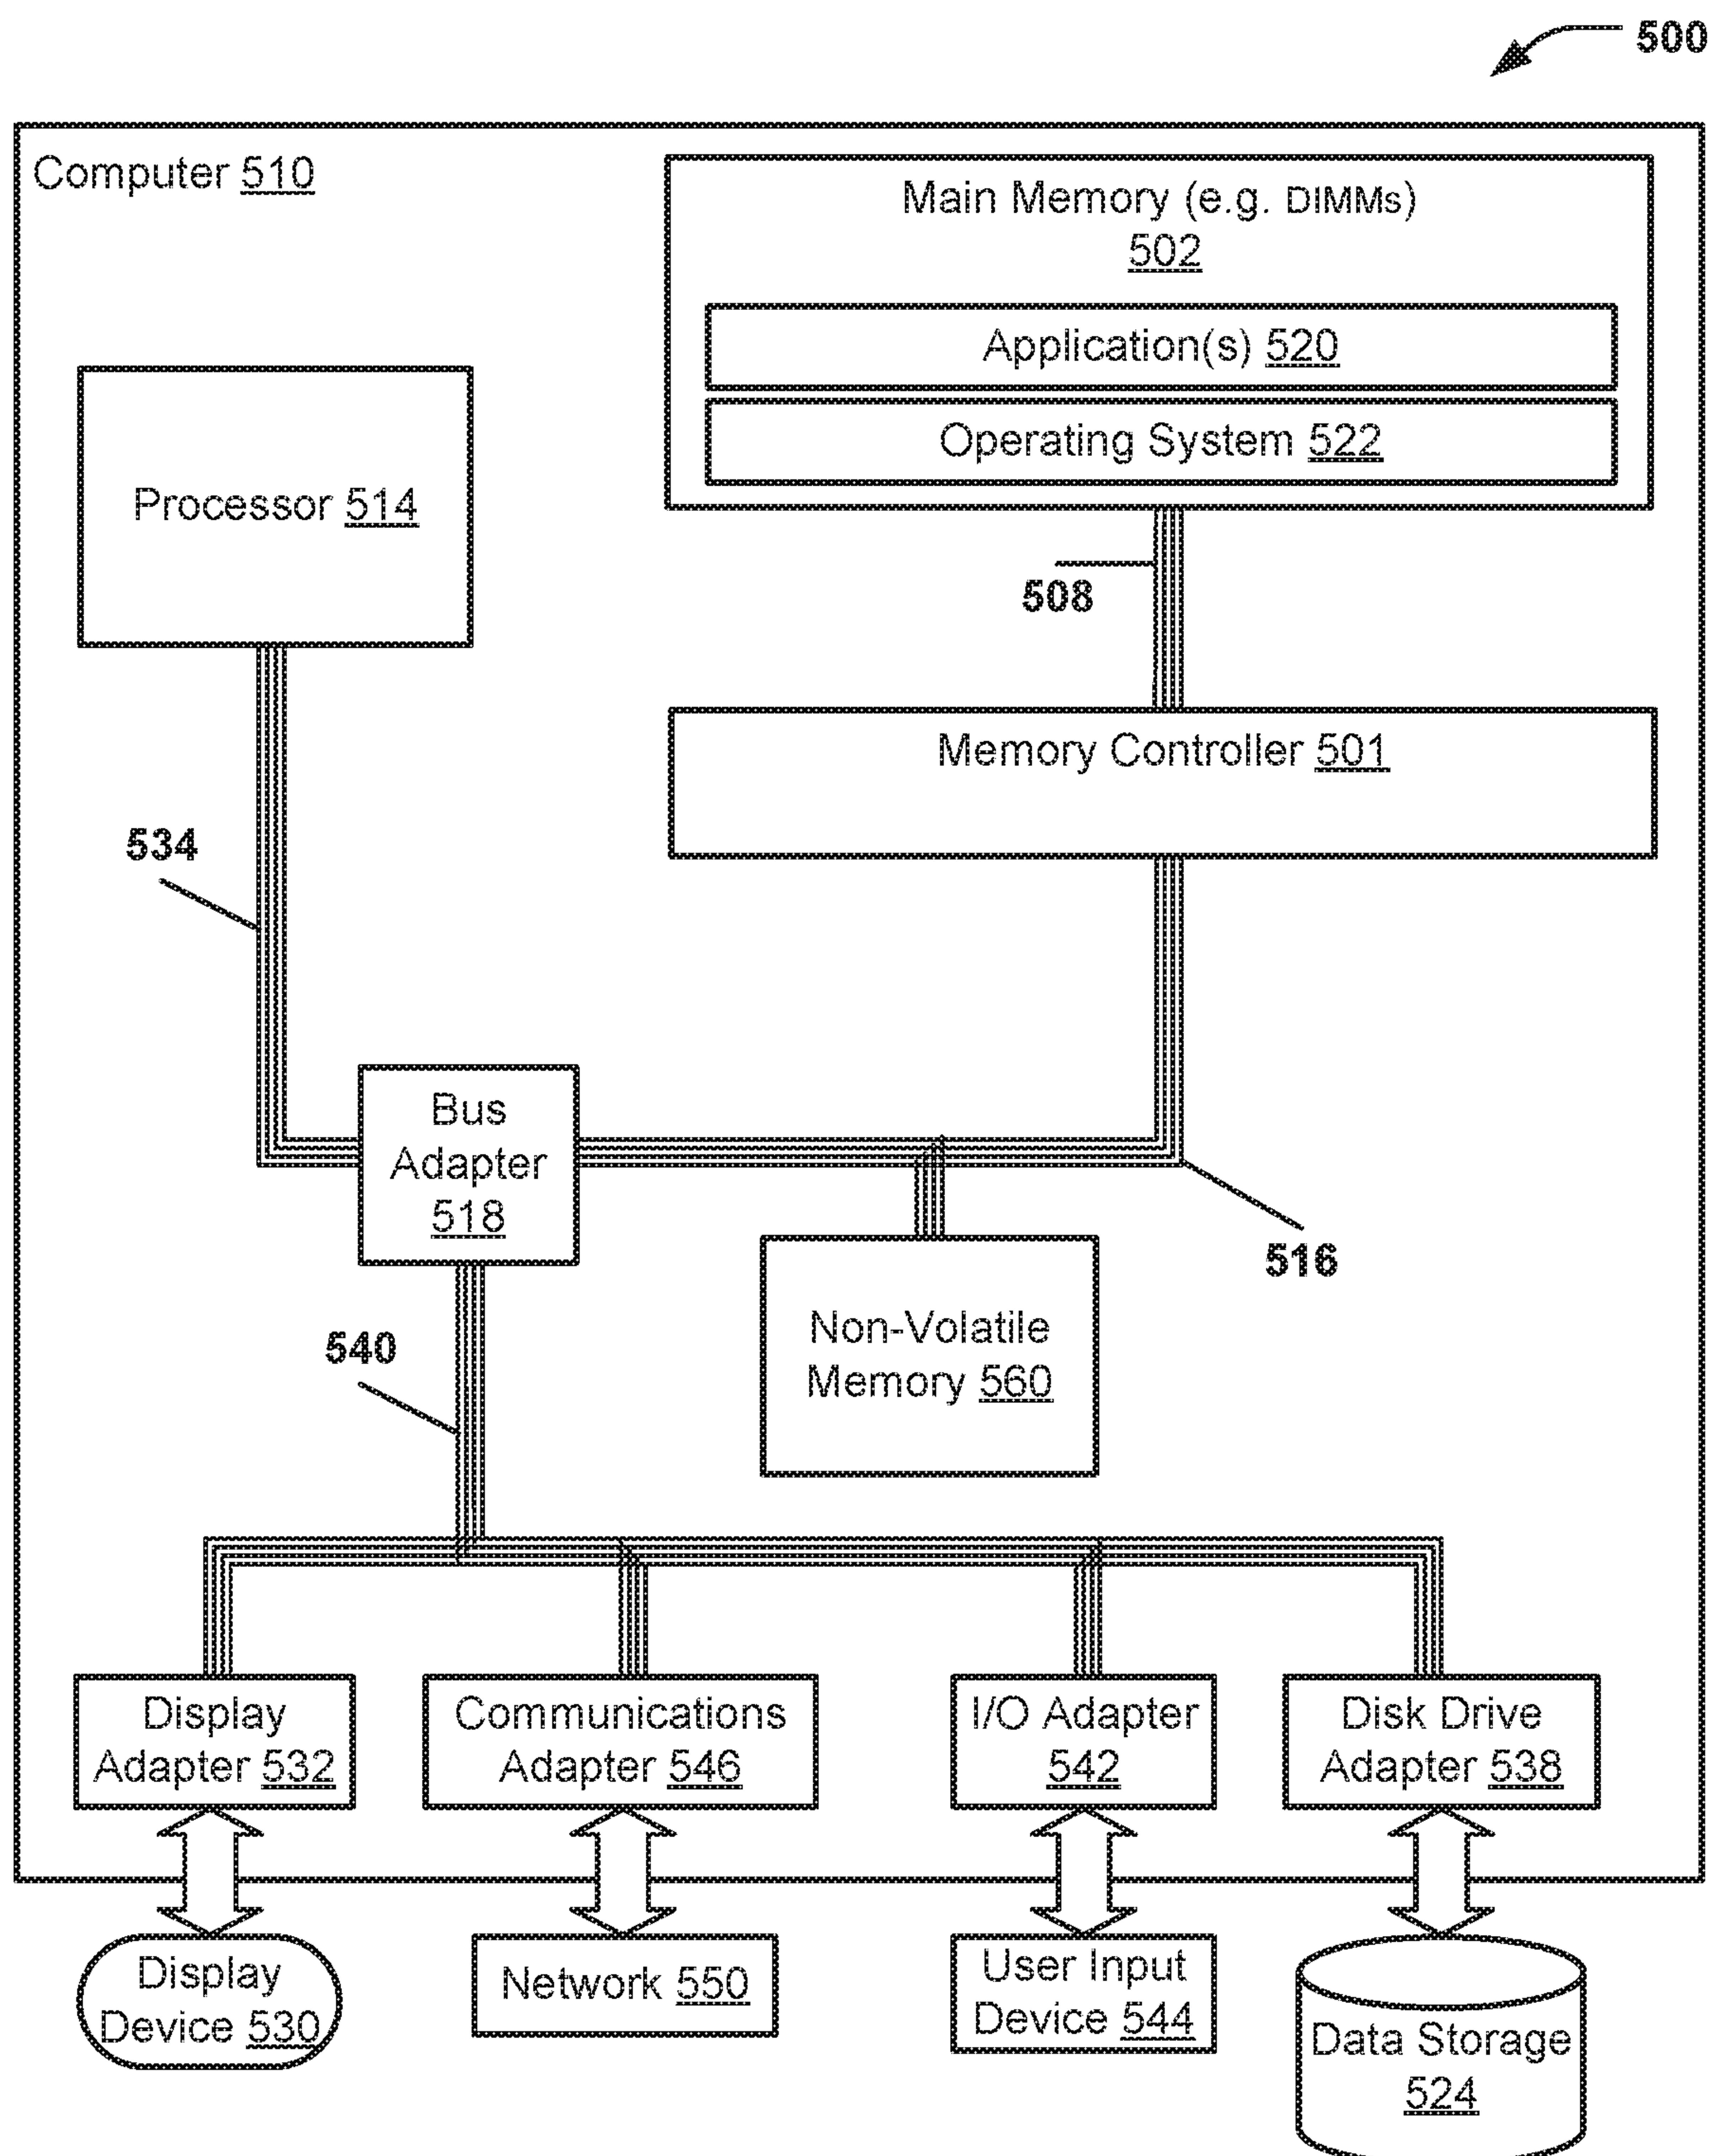 500
Computer 510
Main Memory (e.g. DIMMs)
502
Application(s) 520
Operating System 522
Processor 514
508
Memory Controller 501
534
Bus
Adapter
518
516
Non-Volatile
Memory 560
540
Display
Adapter 532
Communications
Adapter 546
I/O Adapter
542
Disk Drive
Adapter 538
Display
Device 530
Network 550
User Input
Device 544
Data Storage
524